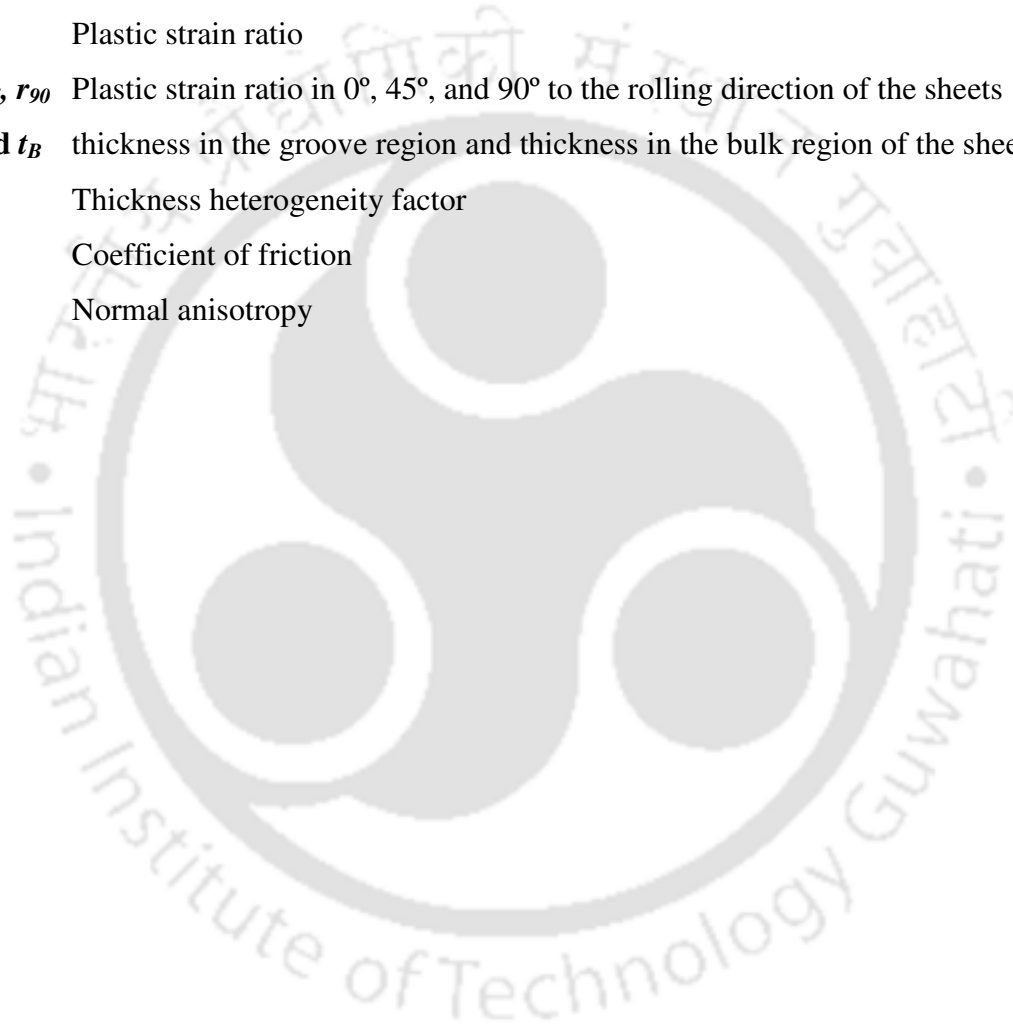 Plastic strain ratio
, r90 Plastic strain ratio in 0º, 45º, and 90º to the rolling direction of the sheets
d tB thickness in the groove region and thickness in the bulk region of the shee
Thickness heterogeneity factor
Coefficient of friction
Normal anisotropy
भारतीय प्रौद्योगिकी संस्थान गुवाहाटी
Indian Institute of Technology Guwahati